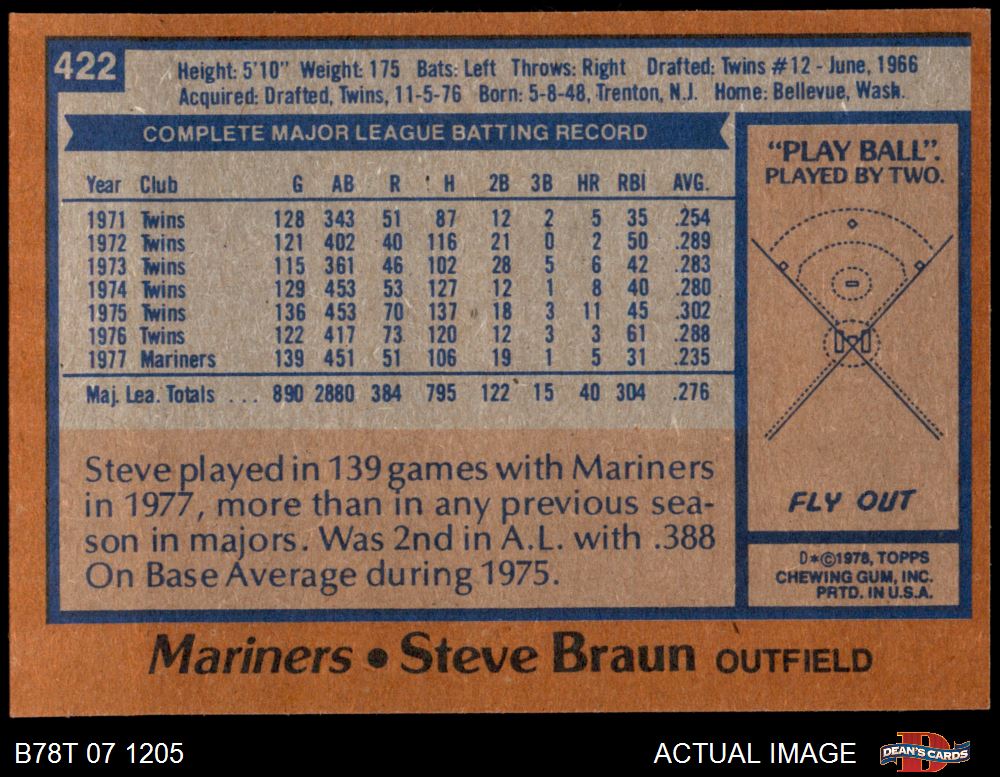 422
Height: 5'10" Weight: 175 Bats: Left Throws: Right Drafted: Twins #12 - June, 1966
Acquired: Drafted, Twins, 11-5-76 Born: 5-8-48, Trenton, N.J. Home: Bellevue, Wash.
COMPLETE MAJOR LEAGUE BATTING RECORD
Year Club G AB R H 2B 3B HR RBI AVG.
1971 Twins 128 343 51 87 12 2 5 35 .254
1972 Twins 121 402 40 116 21 0 2 50 .289
1973 Twins 115 361 46 102 28 5 6 42 .283
1974 Twins 129 453 53 127 12 1 8 40 .280
1975 Twins 136 453 70 137 18 3 11 45 .302
1976 Twins 122 417 73 120 12 3 3 61 .288
1977 Mariners 139 451 51 106 19 1 5 31 .235
Maj. Lea. Totals ... 890 2880 384 795 122 15 40 304 .276
Steve played in 139 games with Mariners
in 1977, more than in any previous sea-
son in majors. Was 2nd in A.L. with .388
On Base Average during 1975.
"PLAY BALL".
PLAYED BY TWO.
FLY OUT
D*©1978, TOPPS
CHEWING GUM, INC.
PRTD. IN U.S.A.
Mariners • Steve Braun OUTFIELD
B78T 07 1205
ACTUAL IMAGE
DEAN'S CARDS